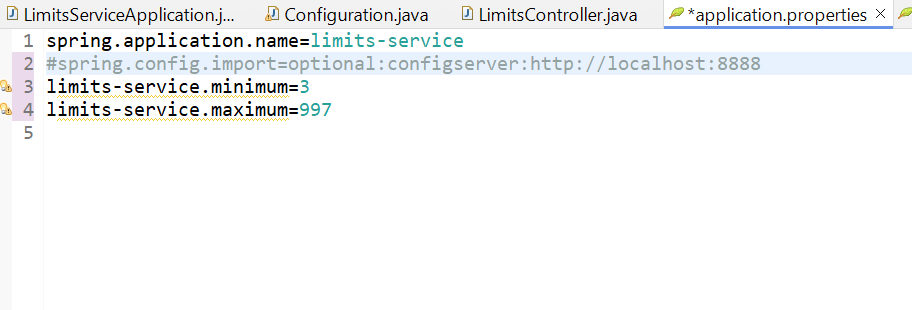 LimitsServiceApplication.j... Configuration.java LimitsController.java *application.properties
1 spring.application.name=limits-service
2 #spring.config.import=optional:configserver:http://localhost:8888
3 limits-service.minimum=3
4 limits-service.maximum=997
5